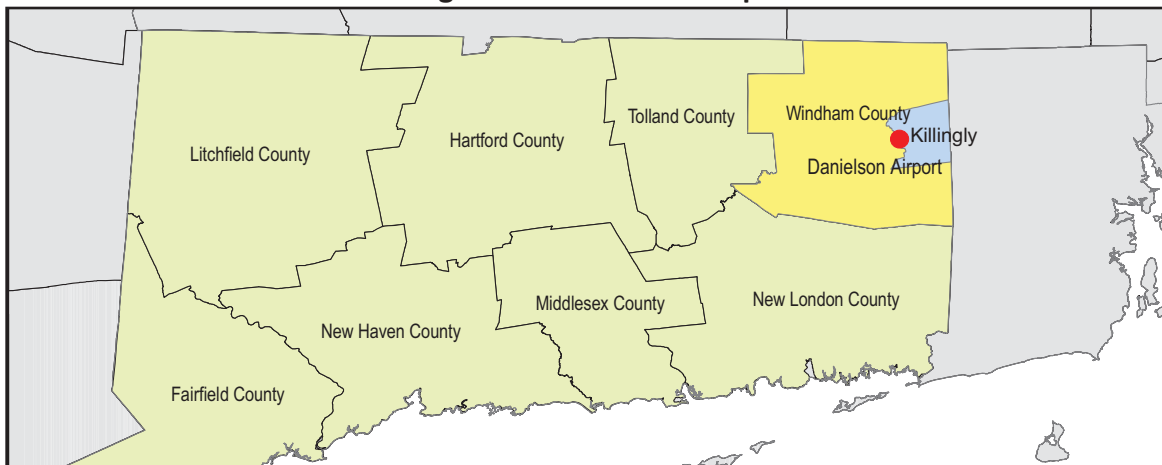 Windham County
Tolland County
Killingly
Hartford County
Litchfield County
Danielson Airport
Middlesex County
New London County
New Haven County
Fairfield County